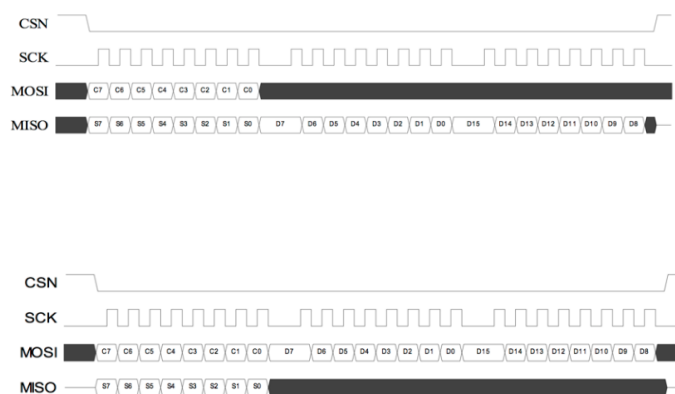 CSN
SCK
MOSI C7 C6 C5 C4 C3 C2 C1 C0
MISO S7 S6 S5 S4 S3 S2 S1 S0 D7 D6 D5 D4 D3 D2 D1 D0 D15 D14 D13 D12 D11 D10 D9 D8
CSN
SCK
MOSI C7 C6 C5 C4 C3 C2 C1 C0 D7 D6 D5 D4 D3 D2 D1 D0 D15 D14 D13 D12 D11 D10 D9 D8
MISO S7 S6 S5 S4 S3 S2 S1 S0